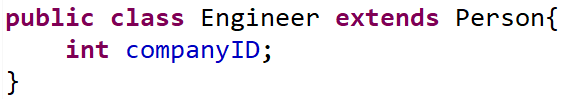 public class Engineer extends Person{
    int companyID;
}